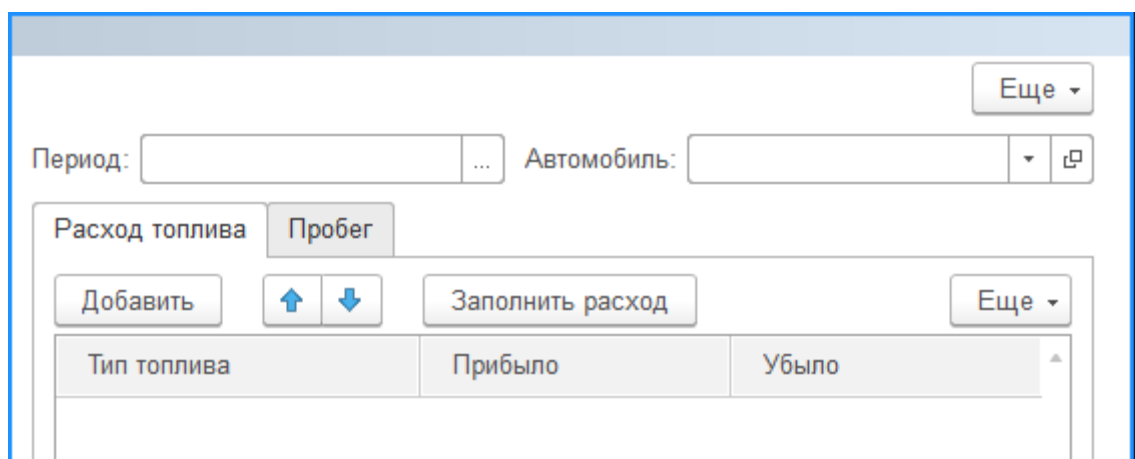 Еще
Период: ... Автомобиль:
Расход топлива Пробег
Добавить Заполнить расход Еще
Тип топлива Прибыло Убыло